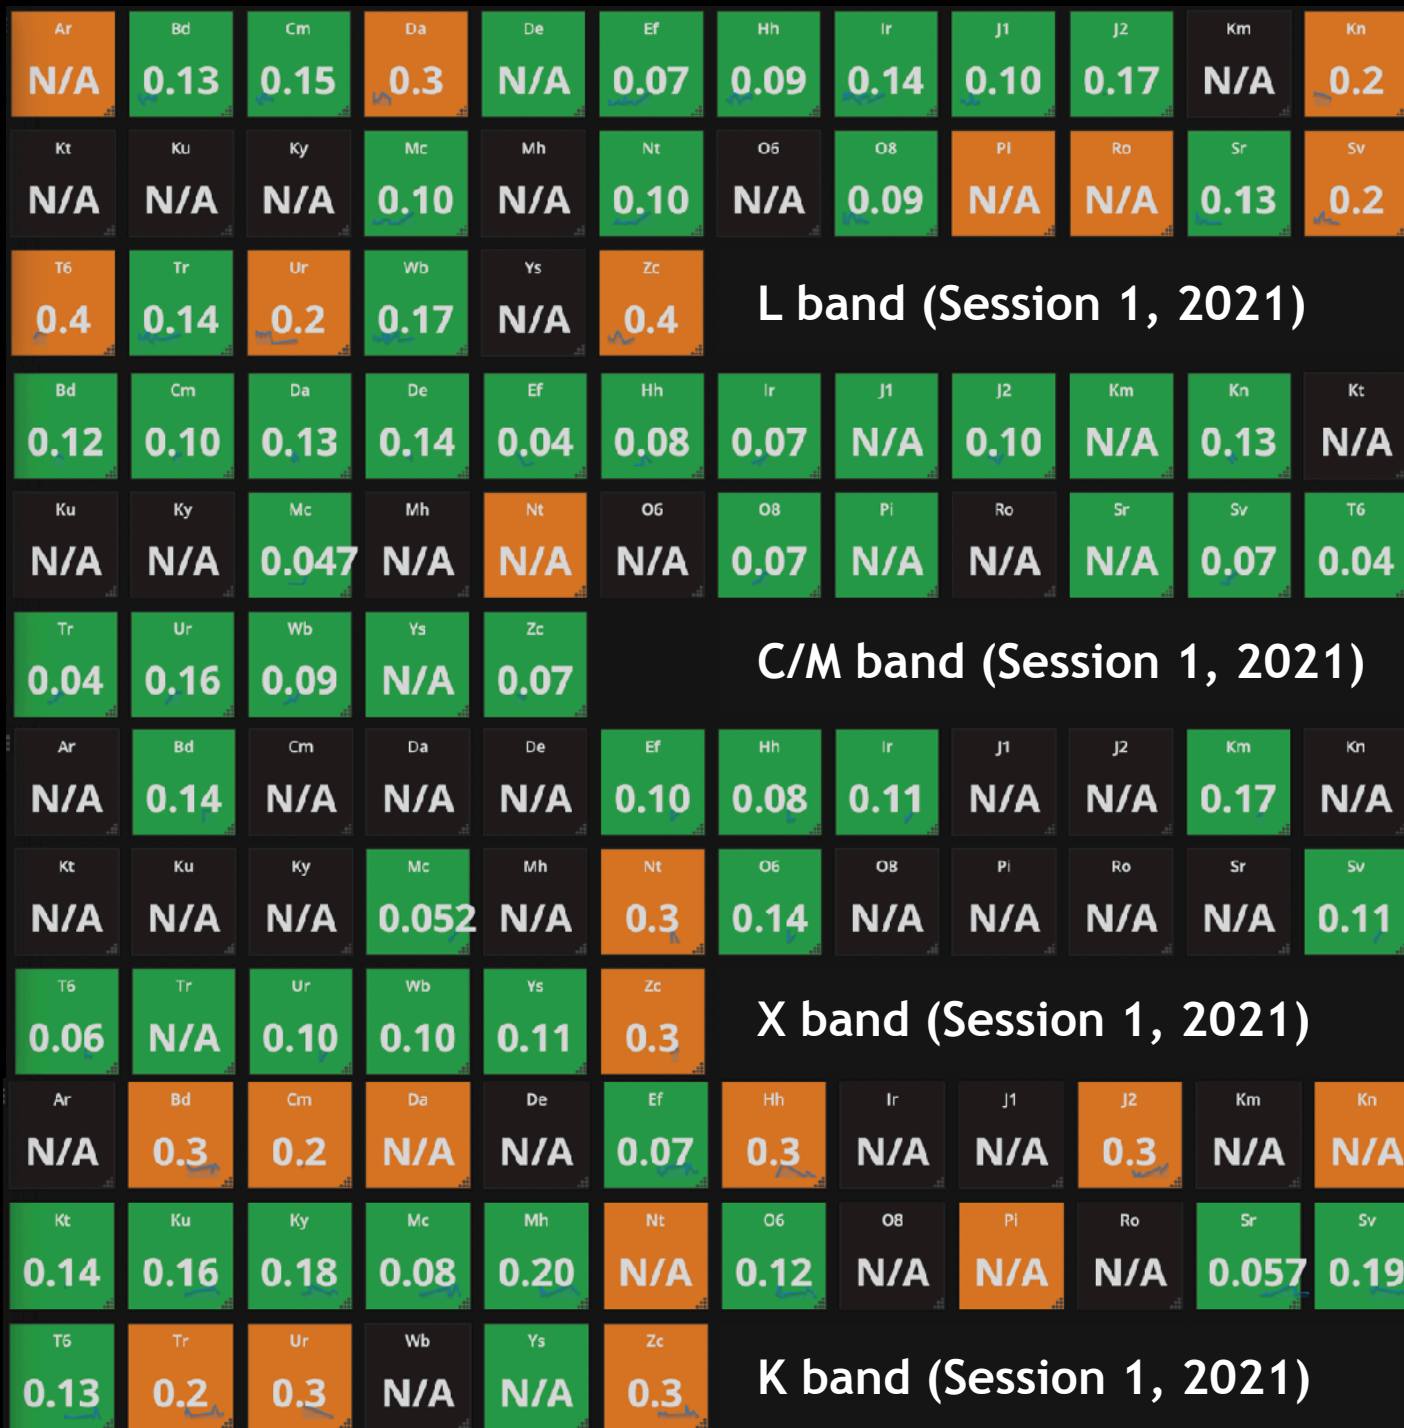 Ar Bd Cm Da De Ef Hh Ir J1 J2 Km Kn
N/A 0.13 0.15 0.3 N/A 0.07 0.09 0.14 0.10 0.17 N/A 0.2
Kt Ku Ky Mc Mh Nt O6 O8 Pi Ro Sr Sv
N/A N/A N/A 0.10 N/A 0.10 N/A 0.09 N/A N/A 0.13 0.2
T6 Tr Ur Wb Ys Zc
0.4 0.14 0.2 0.17 N/A 0.4 L band (Session 1, 2021)
Bd Cm Da De Ef Hh Ir J1 J2 Km Kn Kt
0.12 0.10 0.13 0.14 0.04 0.08 0.07 N/A 0.10 N/A 0.13 N/A
Ku Ky Mc Mh Nt O6 O8 Pi Ro Sr Sv T6
N/A N/A 0.047 N/A N/A N/A 0.07 N/A N/A N/A 0.07 0.04
Tr Ur Wb Ys Zc
0.04 0.16 0.09 N/A 0.07 C/M band (Session 1, 2021)
Ar Bd Cm Da De Ef Hh Ir J1 J2 Km Kn
N/A 0.14 N/A N/A N/A 0.10 0.08 0.11 N/A N/A 0.17 N/A
Kt Ku Ky Mc Mh Nt O6 O8 Pi Ro Sr Sv
N/A N/A N/A 0.052 N/A 0.3 0.14 N/A N/A N/A N/A 0.11
T6 Tr Ur Wb Ys Zc
0.06 N/A 0.10 0.10 0.11 0.3 X band (Session 1, 2021)
Ar Bd Cm Da De Ef Hh Ir J1 J2 Km Kn
N/A 0.3 0.2 N/A N/A 0.07 0.3 N/A N/A 0.3 N/A N/A
Kt Ku Ky Mc Mh Nt O6 O8 Pi Ro Sr Sv
0.14 0.16 0.18 0.08 0.20 N/A 0.12 N/A N/A N/A 0.057 0.19
T6 Tr Ur Wb Ys Zc
0.13 0.2 0.3 N/A N/A 0.3 K band (Session 1, 2021)